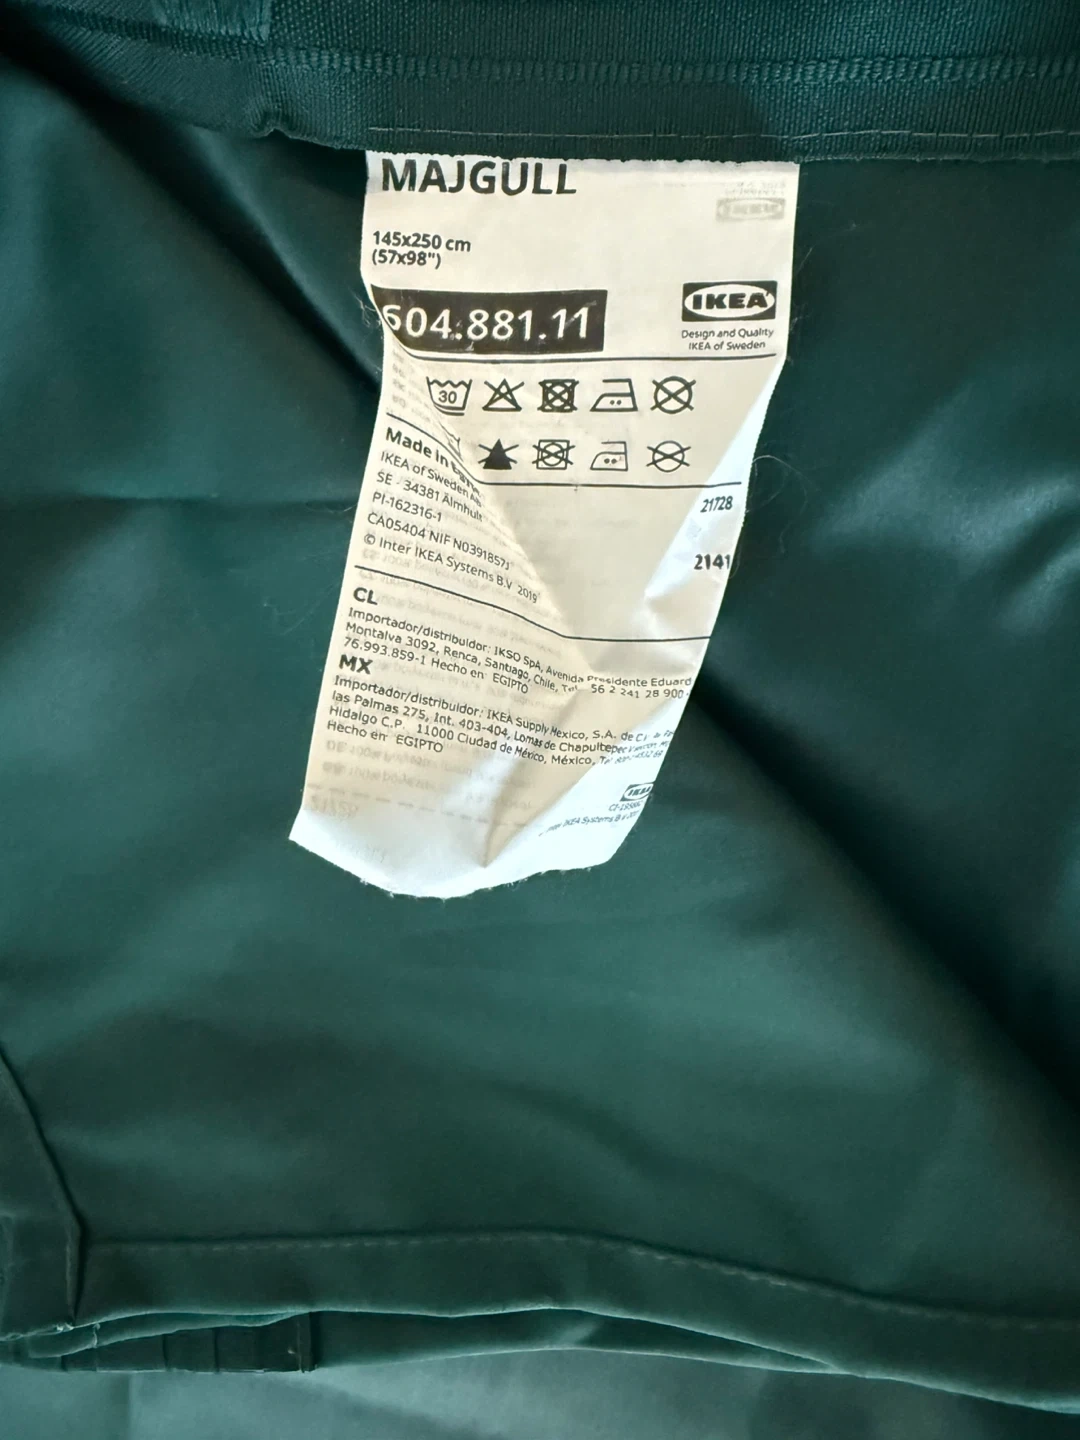 MAJGULL
145x250 cm
(57x98")
604.881.11
IKEA
Design and Quality
IKEA of Sweden
30
Made in
IKEA of Sweden
SE - 34381 Älmhult
PI-162316-1
CA05404 NIF N0391857J
© Inter IKEA Systems B.V. 2019
21728
2141
CL
Importador/distribuidor: IKSO SpA, Avenida Presidente Eduard
Montalva 3092, Renca, Santiago, Chile, Tel 56 2 241 28 900
76.993.859-1 Hecho en: EGIPTO
MX
Importador/distribuidor: IKEA Supply Mexico, S.A. de C.V.
las Palmas 275, Int. 403-404, Lomas de Chapultepec
Hidalgo C.P. 11000 Ciudad de México, México,
Hecho en: EGIPTO
IKEA